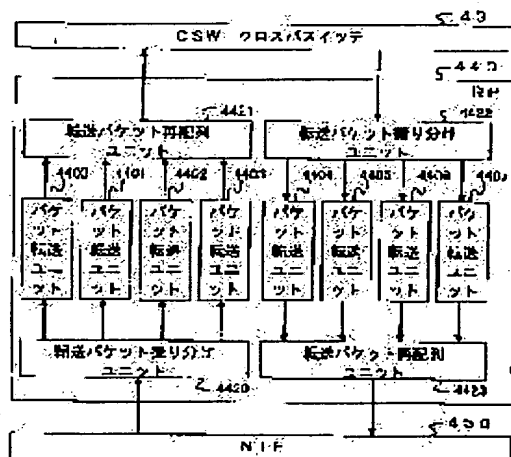 430
CSW クロスバスイッチ
440
RP
4421
4422
転送パケット再配列
ユニット
転送パケット振り分け
ユニット
4400
4401
4402
4403
4404
4405
4406
4407
パケ
ット
転送
ユニ
ット
パケ
ット
転送
ユニ
ット
パケ
ット
転送
ユニ
ット
パケ
ット
転送
ユニ
ット
パケ
ット
転送
ユニ
ット
パケ
ット
転送
ユニ
ット
パケ
ット
転送
ユニ
ット
パケ
ット
転送
ユニ
ット
転送パケット振り分け
ユニット
転送パケット再配列
ユニット
4420
4423
450
NIF